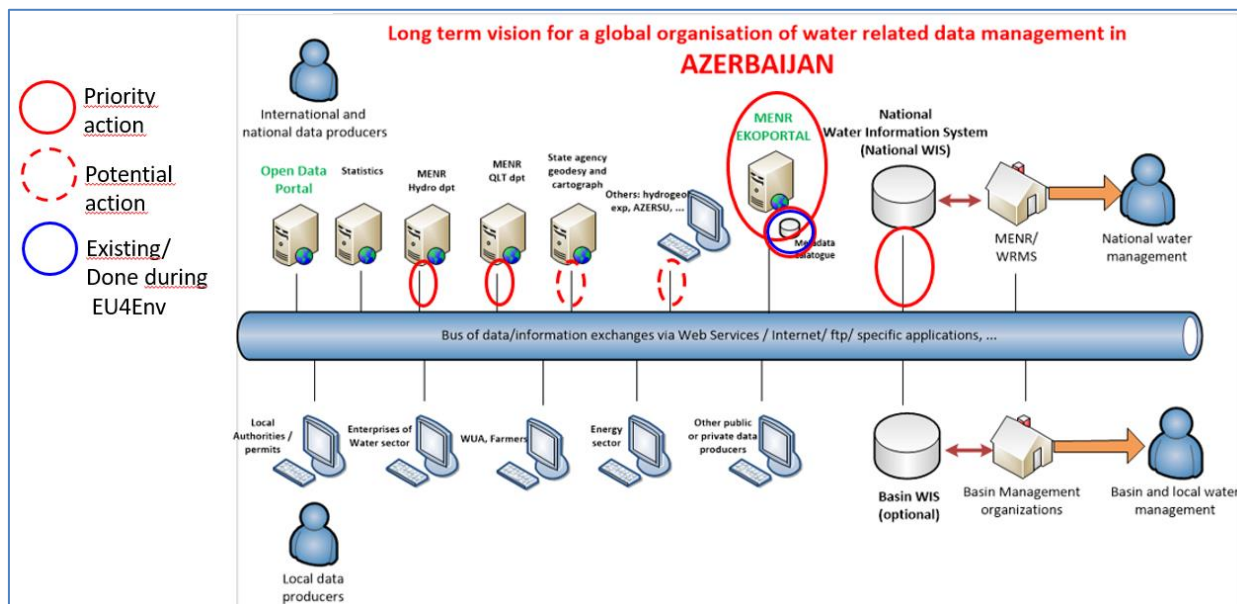 Long term vision for a global organisation of water related data management in
AZERBAIJAN
Priority
action
Potential
action
Existing/
Done during
EU4Env
International and
national data producers
Open Data
Portal
Statistics
MENR
Hydro dpt
MENR
QLT dpt
State agency
geodesy and
cartograph
Others: hydrogeol
exp, AZERSU, ...
MENR
EKOPORTAL
Metadata
catalogue
National
Water Information System
(National WIS)
MENR/
WRMS
National water
management
Bus of data/information exchanges via Web Services / Internet/ ftp/ specific applications, ...
Local
Authorities /
permits
Enterprises of
Water sector
WUA, Farmers
Energy
sector
Other public
or private data
producers
Basin WIS
(optional)
Basin Management
organizations
Basin and local water
management
Local data
producers